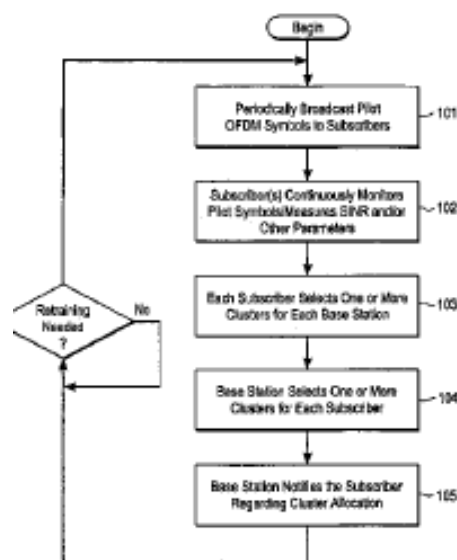 Begin
Periodically Broadcast Pilot
OFDM Symbols to Subscribers
101
Subscriber(s) Continuously Monitors
Pilot Symbols/Measures SINR and/or
Other Parameters
102
Each Subscriber Selects One or More
Clusters for Each Base Station
103
Retraining
Needed
?
No
Base Station Selects One or More
Clusters for Each Subscriber
104
Base Station Notifies the Subscriber
Regarding Cluster Allocation
105